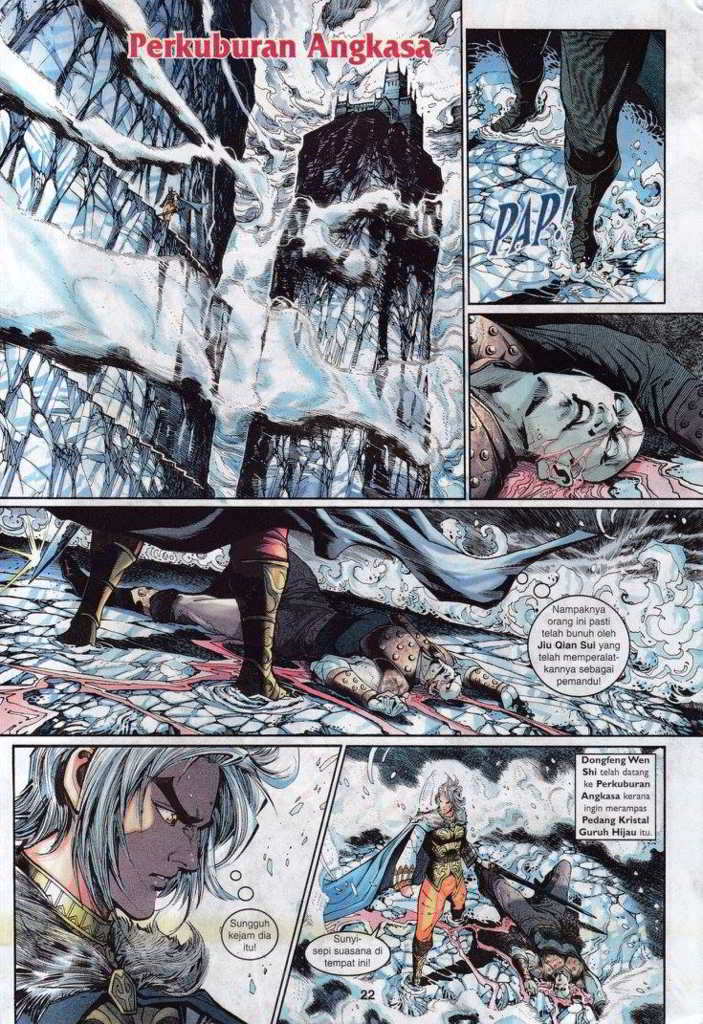 Perkuburan Angkasa
PAP!
Nampaknya
orang ini pasti
telah bunuh oleh
Jiu Qian Sui yang
telah memperalat-
kannya sebagai
pemandu!
Sungguh
kejam dia
itu!
Dongfeng Wen
Shi telah datang
ke Perkuburan
Angkasa kerana
ingin merampas
Pedang Kristal
Guruh Hijau itu.
Sunyi-
sepi suasana di
tempat ini!
22